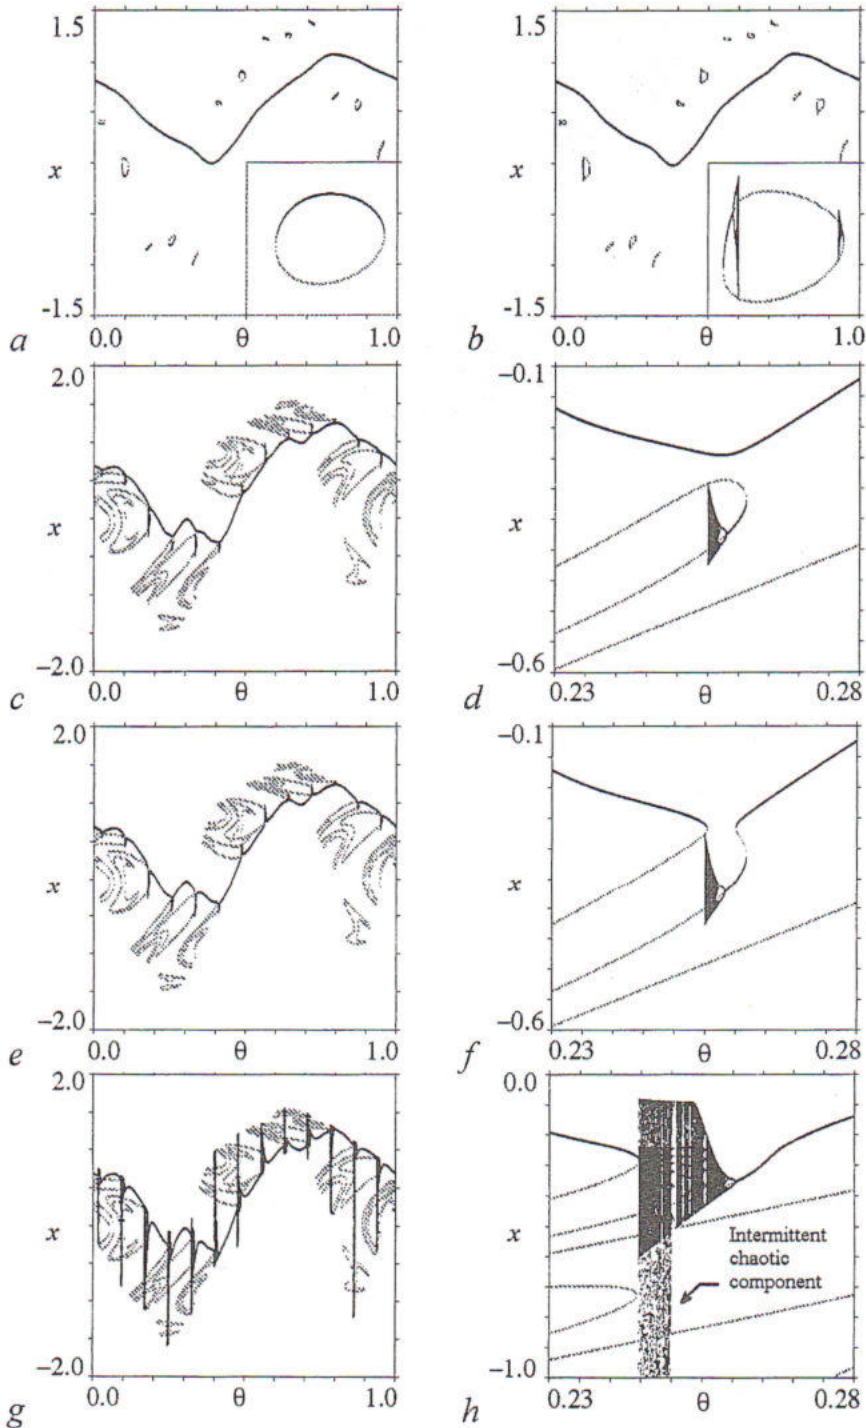 1.5
x
-1.5
0.0 θ 1.0
a
1.5
x
-1.5
0.0 θ 1.0
b
2.0
x
−2.0
0.0 θ 1.0
c
−0.1
x
−0.6
0.23 θ 0.28
d
2.0
x
−2.0
0.0 θ 1.0
e
−0.1
x
−0.6
0.23 θ 0.28
f
2.0
x
−2.0
0.0 θ 1.0
g
0.0
x
Intermittent
chaotic
component
−1.0
0.23 θ 0.28
h